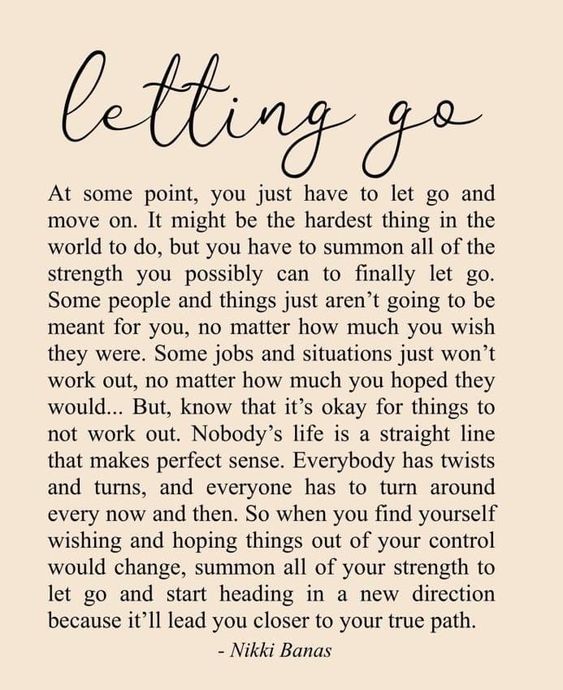 letting go
At some point, you just have to let go and
move on. It might be the hardest thing in the
world to do, but you have to summon all of the
strength you possibly can to finally let go.
Some people and things just aren’t going to be
meant for you, no matter how much you wish
they were. Some jobs and situations just won’t
work out, no matter how much you hoped they
would... But, know that it’s okay for things to
not work out. Nobody’s life is a straight line
that makes perfect sense. Everybody has twists
and turns, and everyone has to turn around
every now and then. So when you find yourself
wishing and hoping things out of your control
would change, summon all of your strength to
let go and start heading in a new direction
because it’ll lead you closer to your true path.
- Nikki Banas